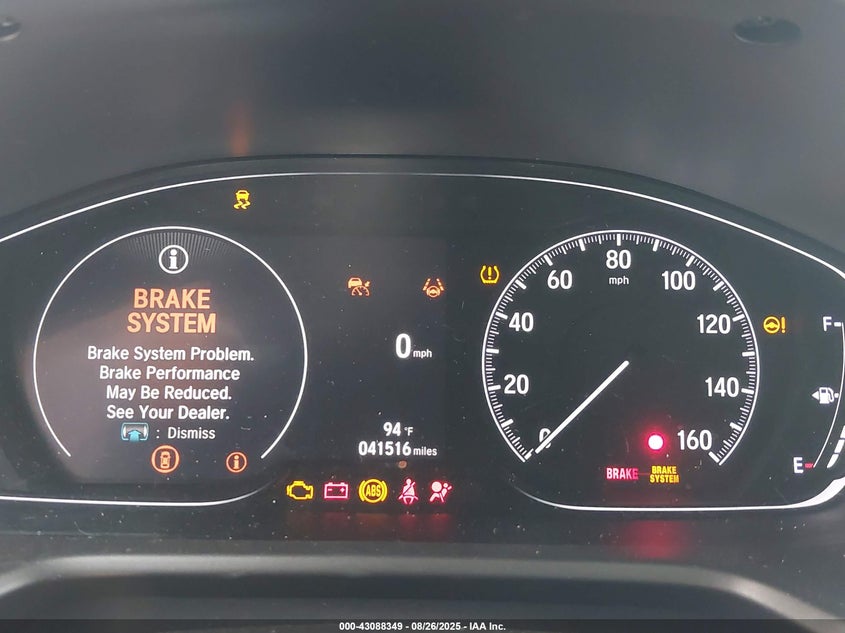 BRAKE
SYSTEM
Brake System Problem.
Brake Performance
May Be Reduced.
See Your Dealer.
: Dismiss
0 mph
94 °F
041516 miles
ABS
0
20
40
60
80
100
120
140
160
mph
BRAKE
BRAKE
SYSTEM
F
E
000-43088349 - 08/26/2025 - IAA Inc.